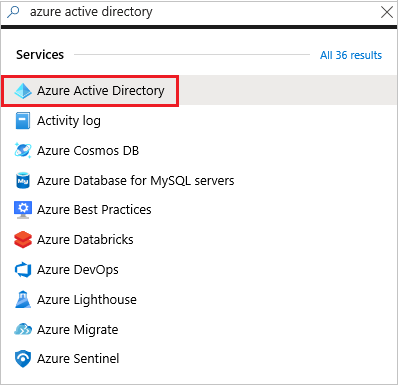 azure active directory
Services All 36 results
Azure Active Directory
Activity log
Azure Cosmos DB
Azure Database for MySQL servers
Azure Best Practices
Azure Databricks
Azure DevOps
Azure Lighthouse
Azure Migrate
Azure Sentinel